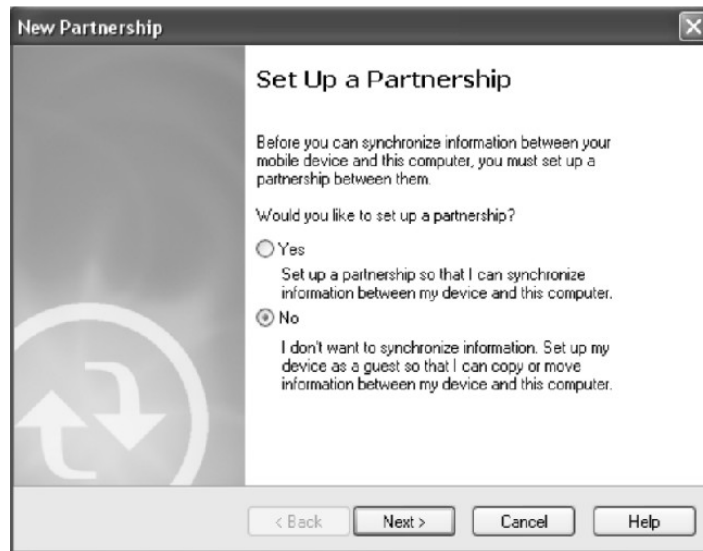 New Partnership
Set Up a Partnership
Before you can synchronize information between your
mobile device and this computer, you must set up a
partnership between them.
Would you like to set up a partnership?
Yes
Set up a partnership so that I can synchronize
information between my device and this computer.
No
I don't want to synchronize information. Set up my
device as a guest so that I can copy or move
information between my device and this computer.
< Back Next > Cancel Help